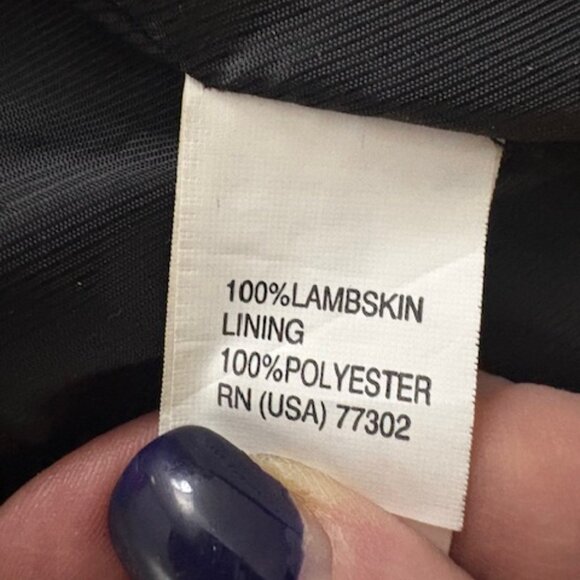 100%LAMBSKIN
LINING
100%POLYESTER
RN (USA) 77302